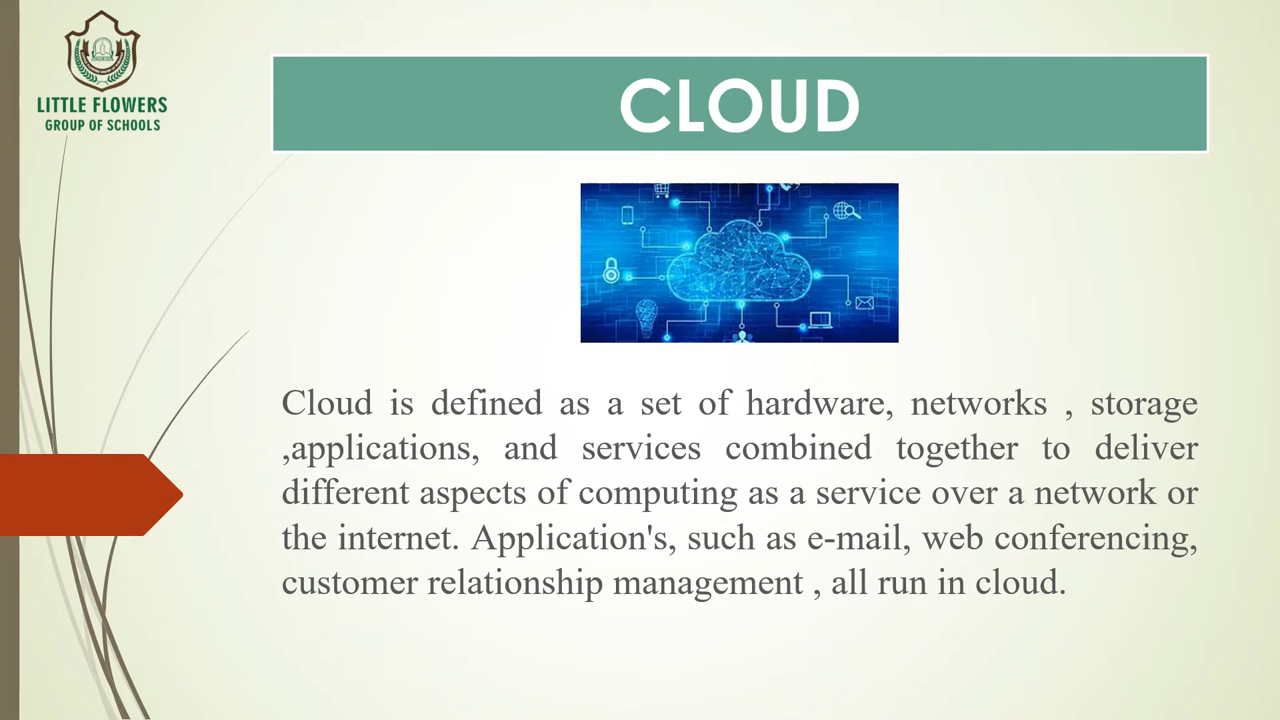 LITTLE FLOWERS
GROUP OF SCHOOLS
CLOUD
Cloud is defined as a set of hardware, networks , storage
,applications, and services combined together to deliver
different aspects of computing as a service over a network or
the internet. Application's, such as e-mail, web conferencing,
customer relationship management , all run in cloud.